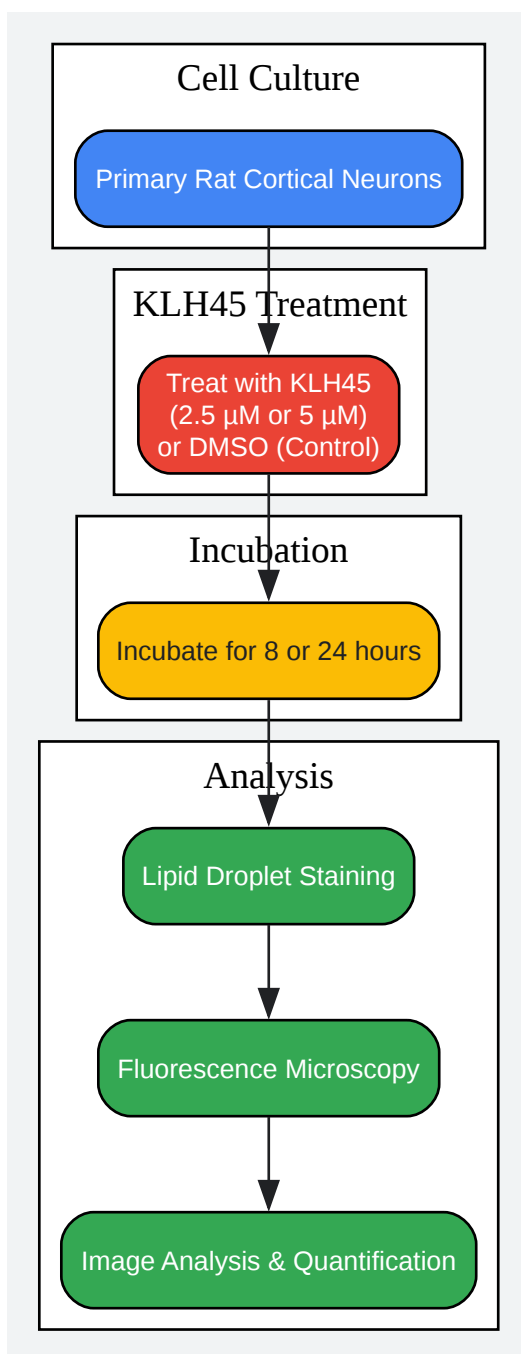 Cell Culture
Primary Rat Cortical Neurons
KLH45 Treatment
Treat with KLH45
(2.5 µM or 5 µM)
or DMSO (Control)
Incubation
Incubate for 8 or 24 hours
Analysis
Lipid Droplet Staining
Fluorescence Microscopy
Image Analysis & Quantification